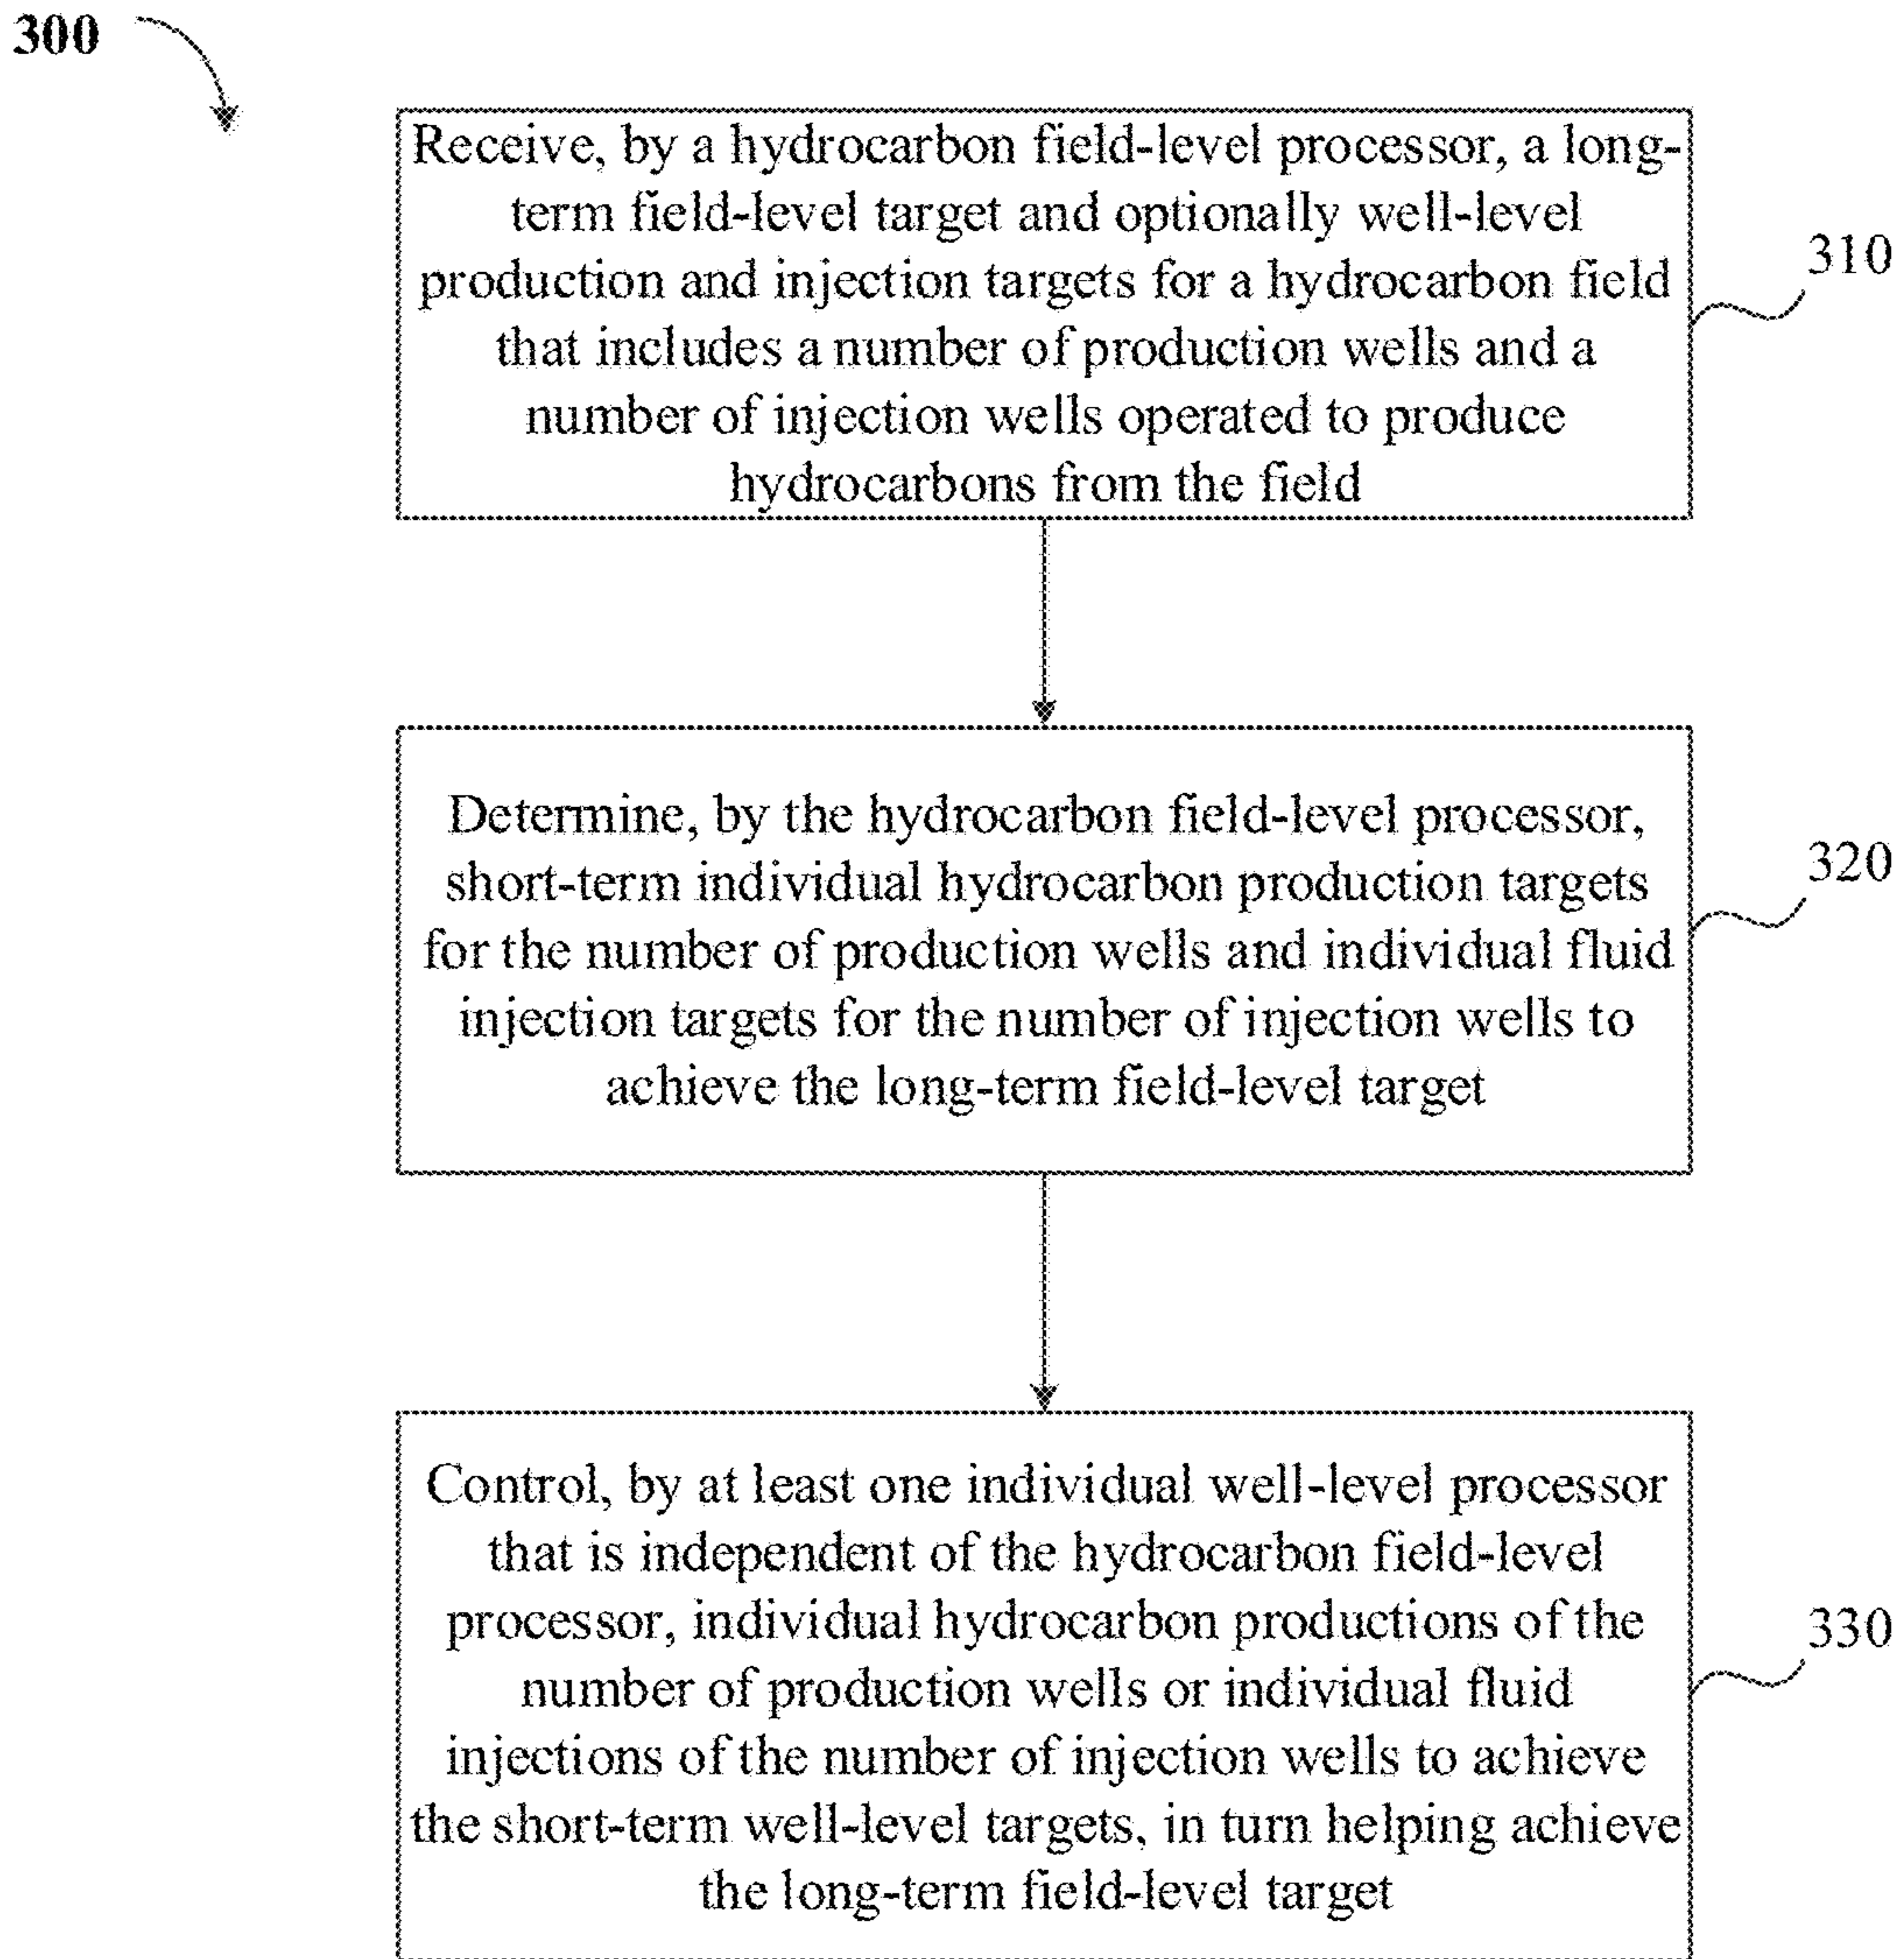 300
Receive, by a hydrocarbon field-level processor, a long-
term field-level target and optionally well-level
production and injection targets for a hydrocarbon field
that includes a number of production wells and a
number of injection wells operated to produce
hydrocarbons from the field
310
Determine, by the hydrocarbon field-level processor,
short-term individual hydrocarbon production targets
for the number of production wells and individual fluid
injection targets for the number of injection wells to
achieve the long-term field-level target
320
Control, by at least one individual well-level processor
that is independent of the hydrocarbon field-level
processor, individual hydrocarbon productions of the
number of production wells or individual fluid
injections of the number of injection wells to achieve
the short-term well-level targets, in turn helping achieve
the long-term field-level target
330